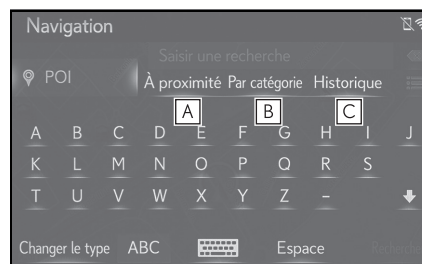 Navigation
Saisir une recherche
POI
À proximité Par catégorie Historique
A B C
A B C D E F G H I J
K L M N O P Q R S
T U V W X Y Z -
Changer le type ABC Espace